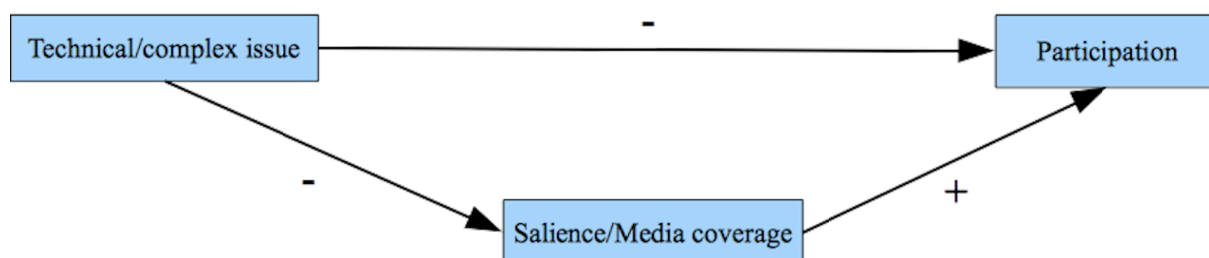 -
Technical/complex issue
Participation
-
+
Salience/Media coverage